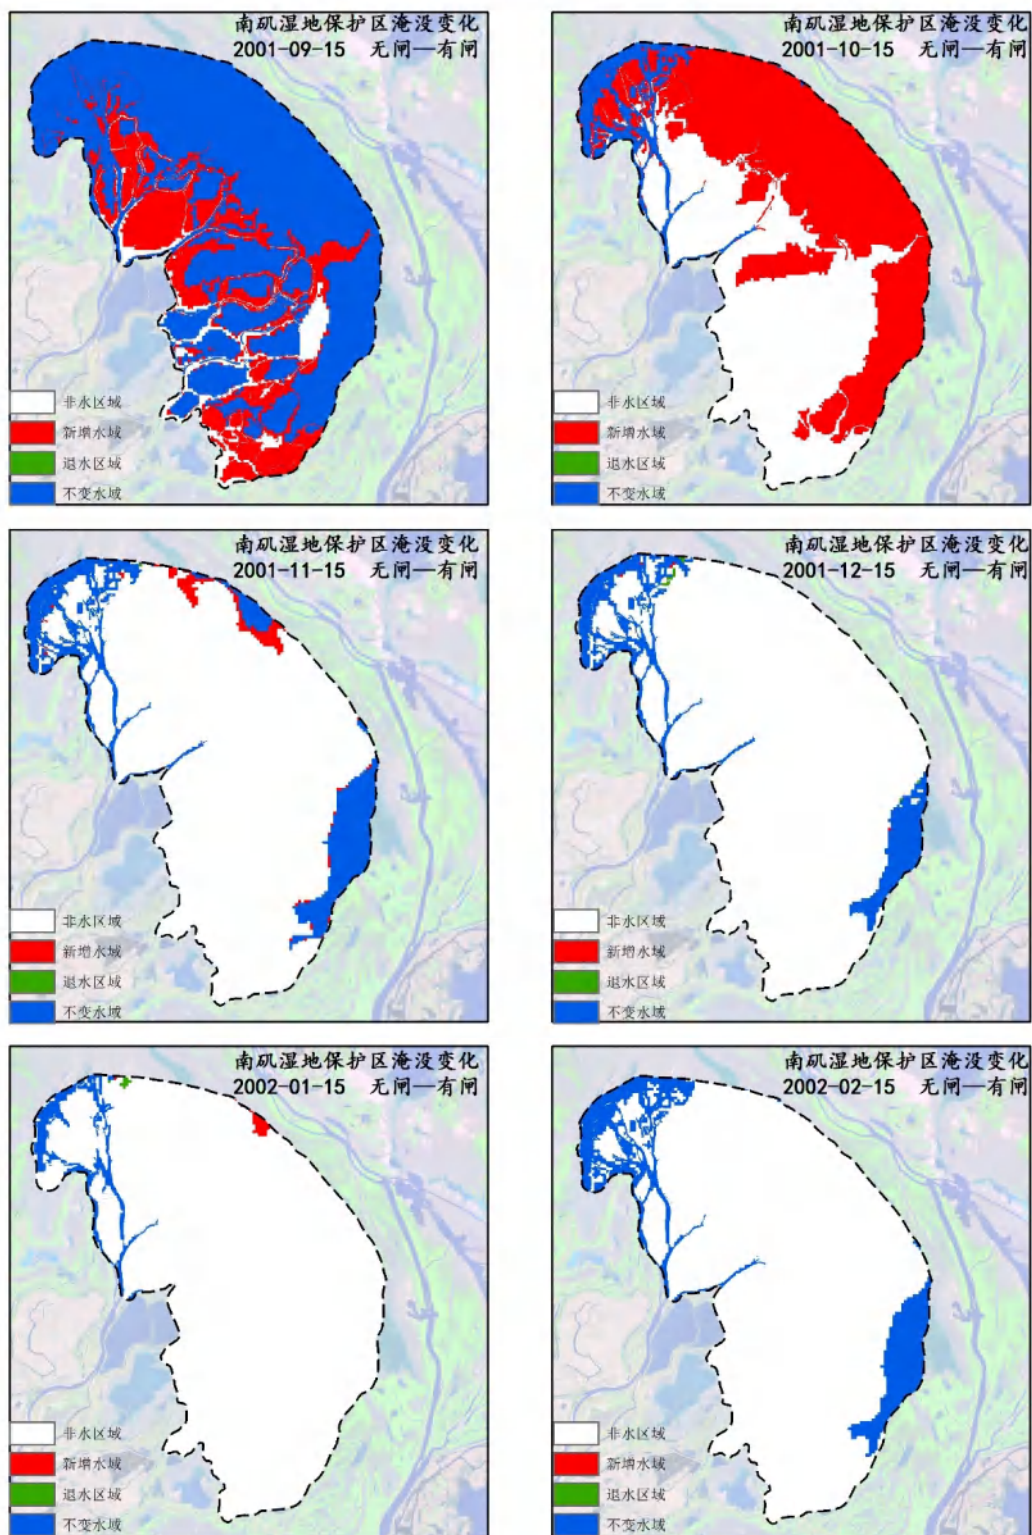 南矶湿地保护区淹没变化
2001-09-15 无闸—有闸
非水区域
新增水域
退水区域
不变水域
南矶湿地保护区淹没变化
2001-10-15 无闸—有闸
非水区域
新增水域
退水区域
不变水域
南矶湿地保护区淹没变化
2001-11-15 无闸—有闸
非水区域
新增水域
退水区域
不变水域
南矶湿地保护区淹没变化
2001-12-15 无闸—有闸
非水区域
新增水域
退水区域
不变水域
南矶湿地保护区淹没变化
2002-01-15 无闸—有闸
非水区域
新增水域
退水区域
不变水域
南矶湿地保护区淹没变化
2002-02-15 无闸—有闸
非水区域
新增水域
退水区域
不变水域